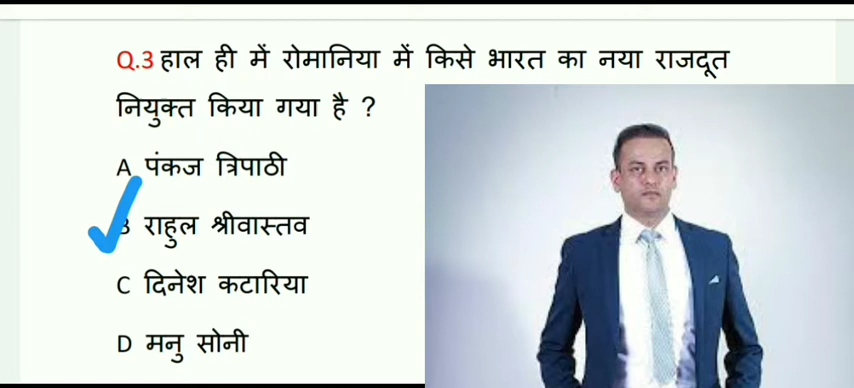 Q.3 हाल ही में रोमानिया में किसे भारत का नया राजदूत
नियुक्त किया गया है ?
A पंकज त्रिपाठी
B राहुल श्रीवास्तव
C दिनेश कटारिया
D मनु सोनी